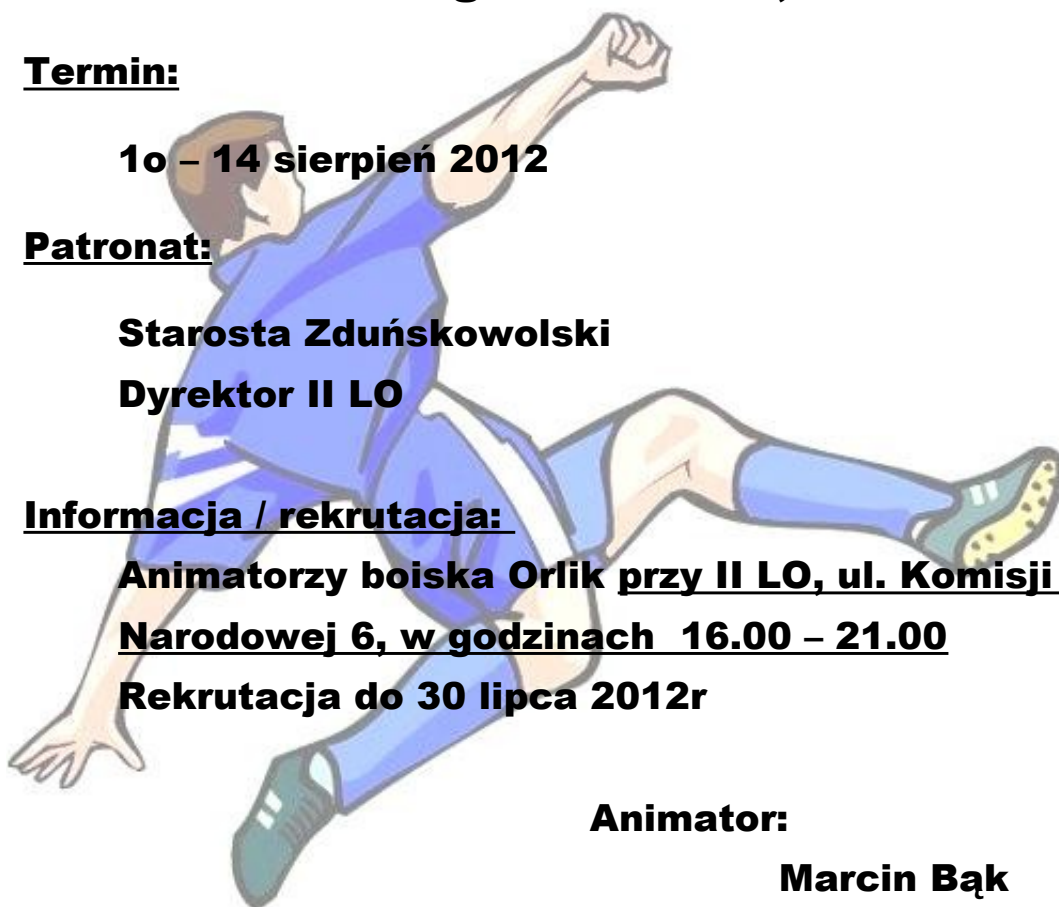 Termin:
1o – 14 sierpień 2012
Patronat:
Starosta Zduńskowolski
Dyrektor II LO
Informacja / rekrutacja:
Animatorzy boiska Orlik przy II LO, ul. Komisji
Narodowej 6, w godzinach 16.00 – 21.00
Rekrutacja do 30 lipca 2012r
Animator:
Marcin Bąk